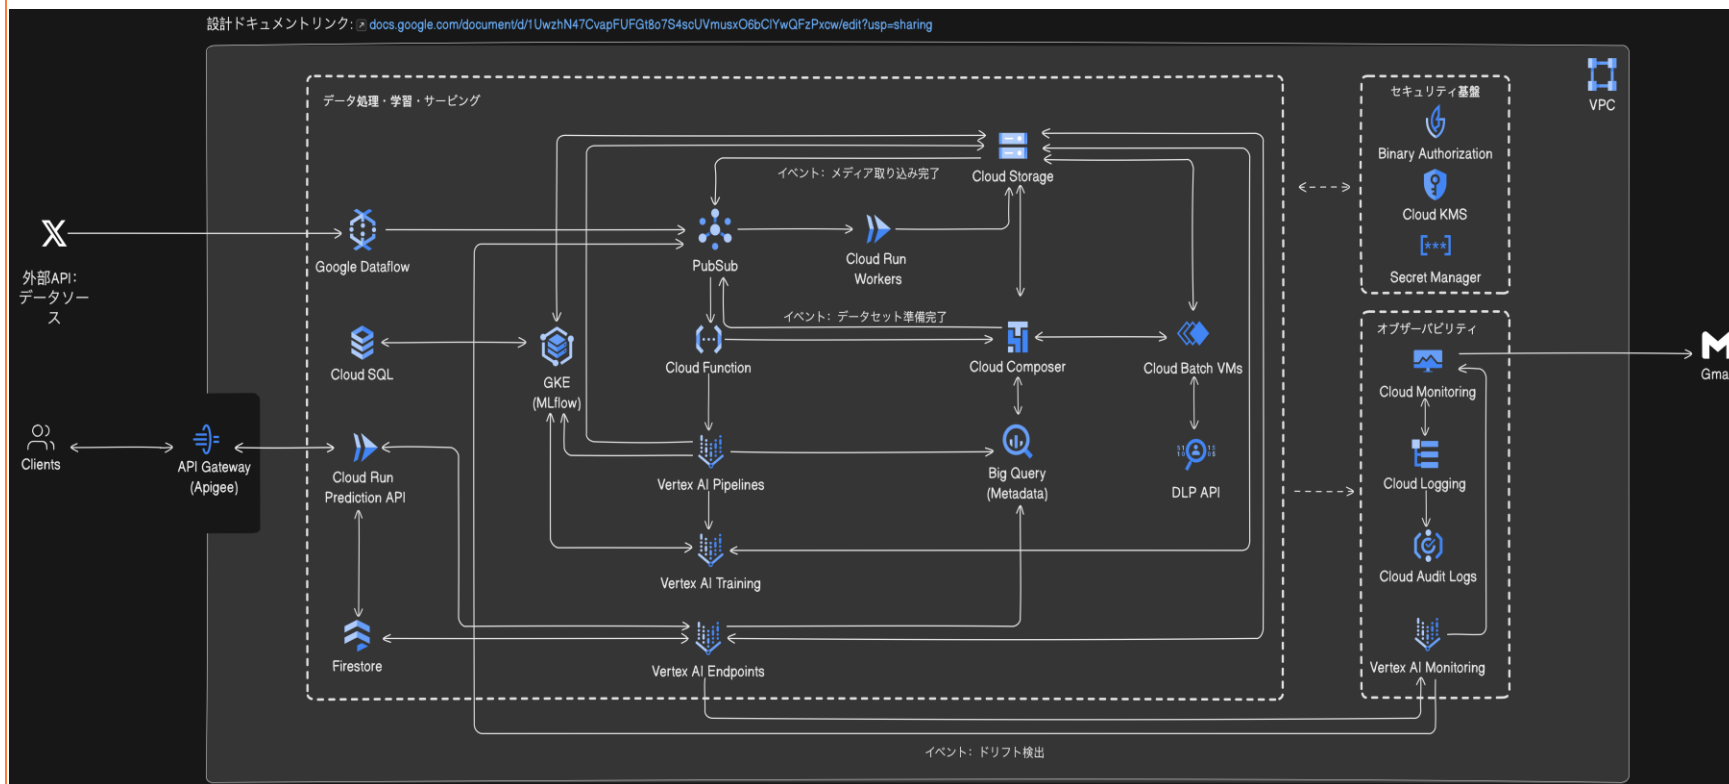 設計ドキュメントリンク: docs.google.com/document/d/1UwzhN47CvapFUFGt8o7S4scUVmusxO6bClYwQFzPxcw/edit?usp=sharing
VPC
データ処理・学習・サービング
セキュリティ基盤
Binary Authorization
Cloud KMS
[***]
Secret Manager
Cloud Storage
イベント: メディア取り込み完了
外部API:
データソー
ス
Google Dataflow
PubSub
Cloud Run
Workers
イベント: データセット準備完了
Cloud SQL
GKE
(MLflow)
Cloud Function
Cloud Composer
Cloud Batch VMs
オブザーバビリティ
Cloud Monitoring
Gma
Clients
API Gateway
(Apigee)
Cloud Run
Prediction API
Vertex AI Pipelines
Big Query
(Metadata)
DLP API
Cloud Logging
Vertex AI Training
Cloud Audit Logs
Firestore
Vertex AI Endpoints
Vertex AI Monitoring
イベント: ドリフト検出